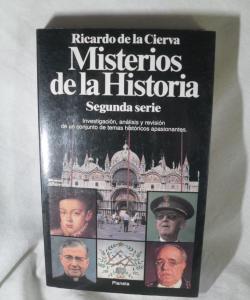 Ricardo de la Cierva
Misterios
de la Historia
Segunda serie
Investigación, análisis y revisión
de un conjunto de temas históricos apasionantes.
Planeta